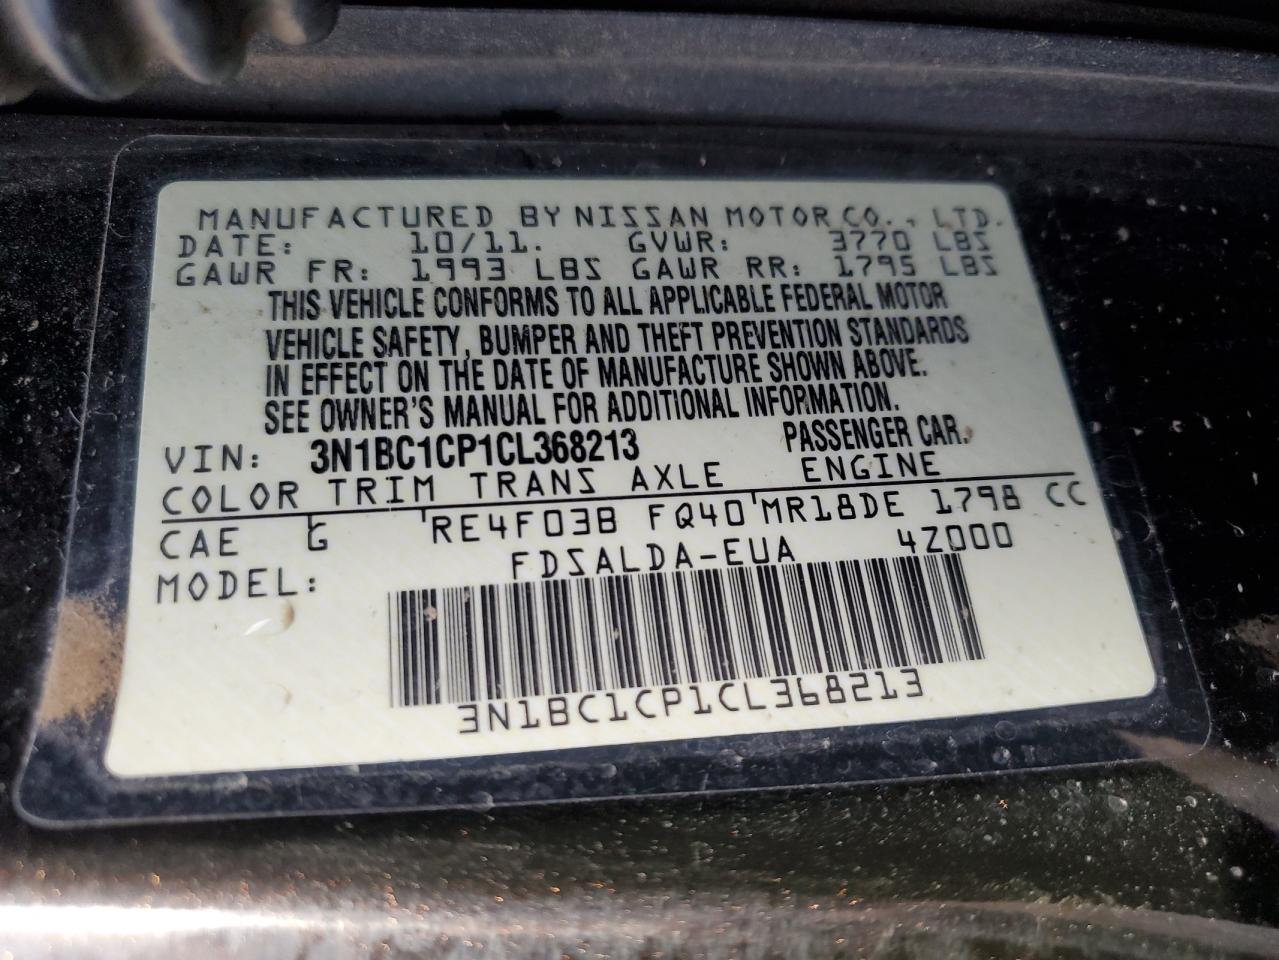 MANUFACTURED BY NISSAN MOTOR CO., LTD.
DATE: 10/11. GVWR: 3770 LBS
GAWR FR: 1993 LBS GAWR RR: 1795 LBS
THIS VEHICLE CONFORMS TO ALL APPLICABLE FEDERAL MOTOR
VEHICLE SAFETY, BUMPER AND THEFT PREVENTION STANDARDS
IN EFFECT ON THE DATE OF MANUFACTURE SHOWN ABOVE.
SEE OWNER'S MANUAL FOR ADDITIONAL INFORMATION.
VIN: 3N1BC1CP1CL368213 PASSENGER CAR.
COLOR TRIM TRANS AXLE ENGINE
CAE G RE4F03B FQ40 MR18DE 1798 CC
MODEL: FDSALDA-EUA 4Z000
3N1BC1CP1CL368213